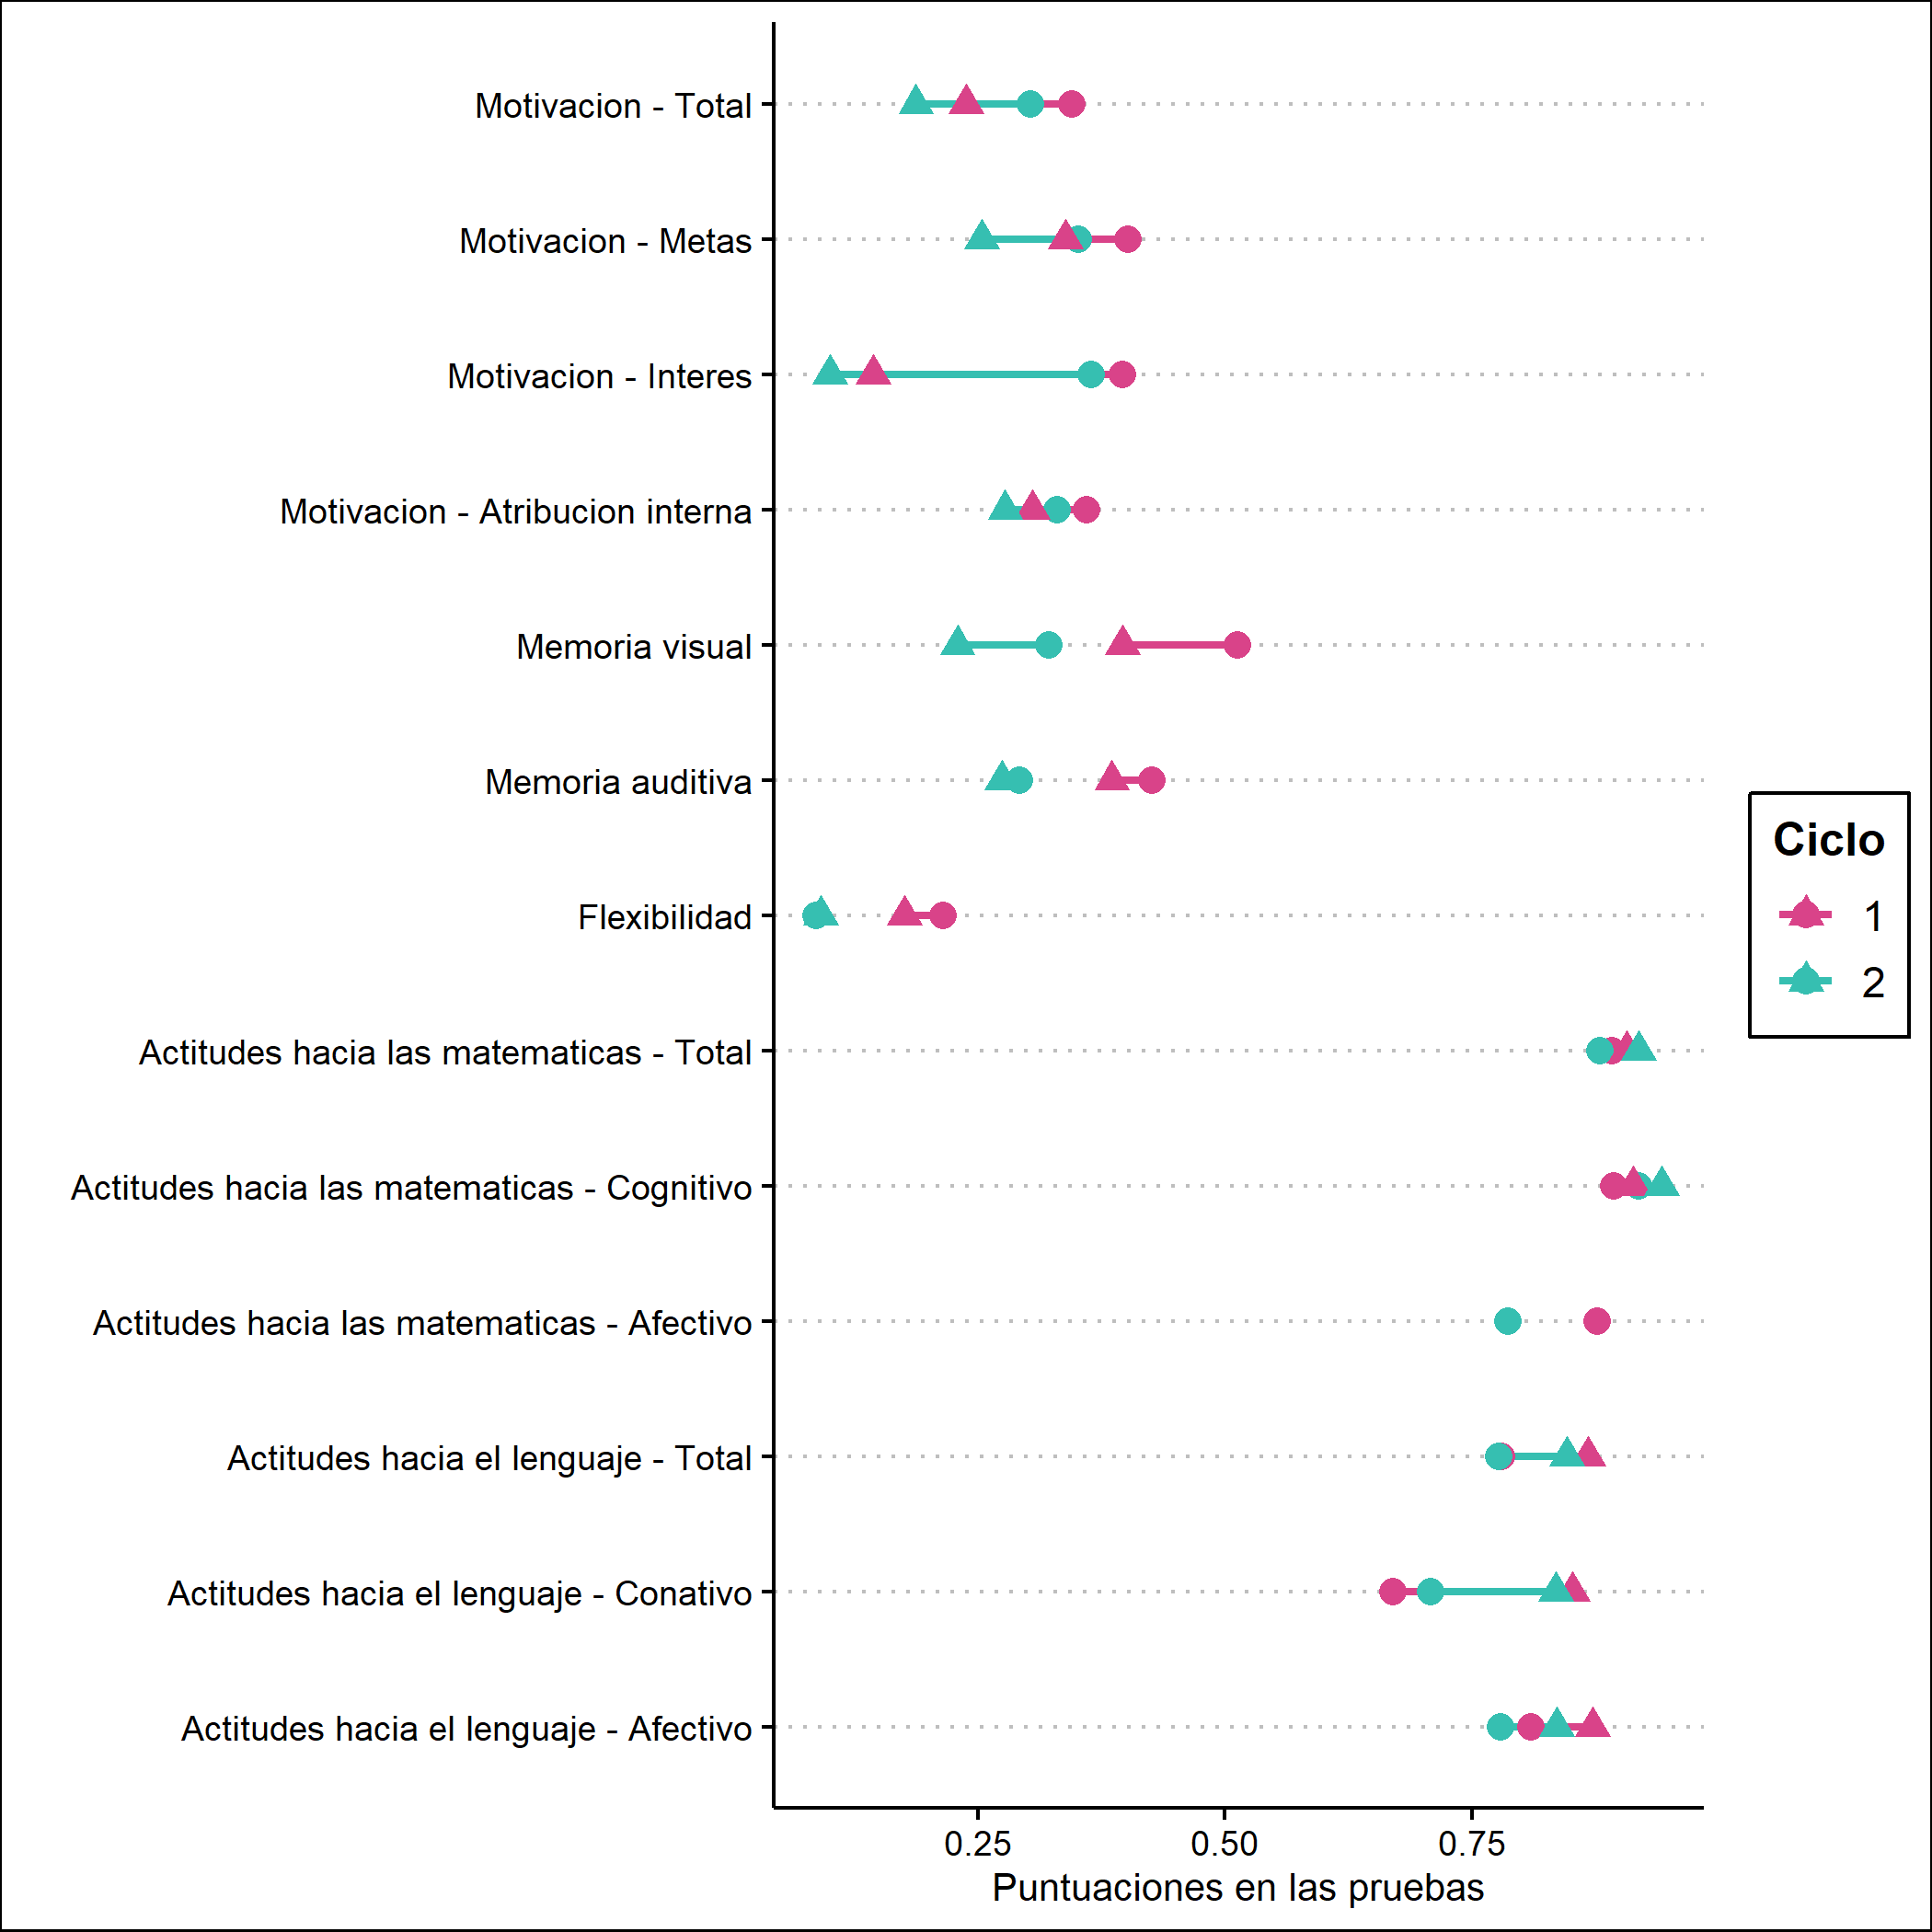 Motivacion - Total
Motivacion - Metas
Motivacion - Interes
Motivacion - Atribucion interna
Memoria visual
Memoria auditiva
Flexibilidad
Actitudes hacia las matematicas - Total
Actitudes hacia las matematicas - Cognitivo
Actitudes hacia las matematicas - Afectivo
Actitudes hacia el lenguaje - Total
Actitudes hacia el lenguaje - Conativo
Actitudes hacia el lenguaje - Afectivo
0.25 0.50 0.75
Puntuaciones en las pruebas
Ciclo
1
2